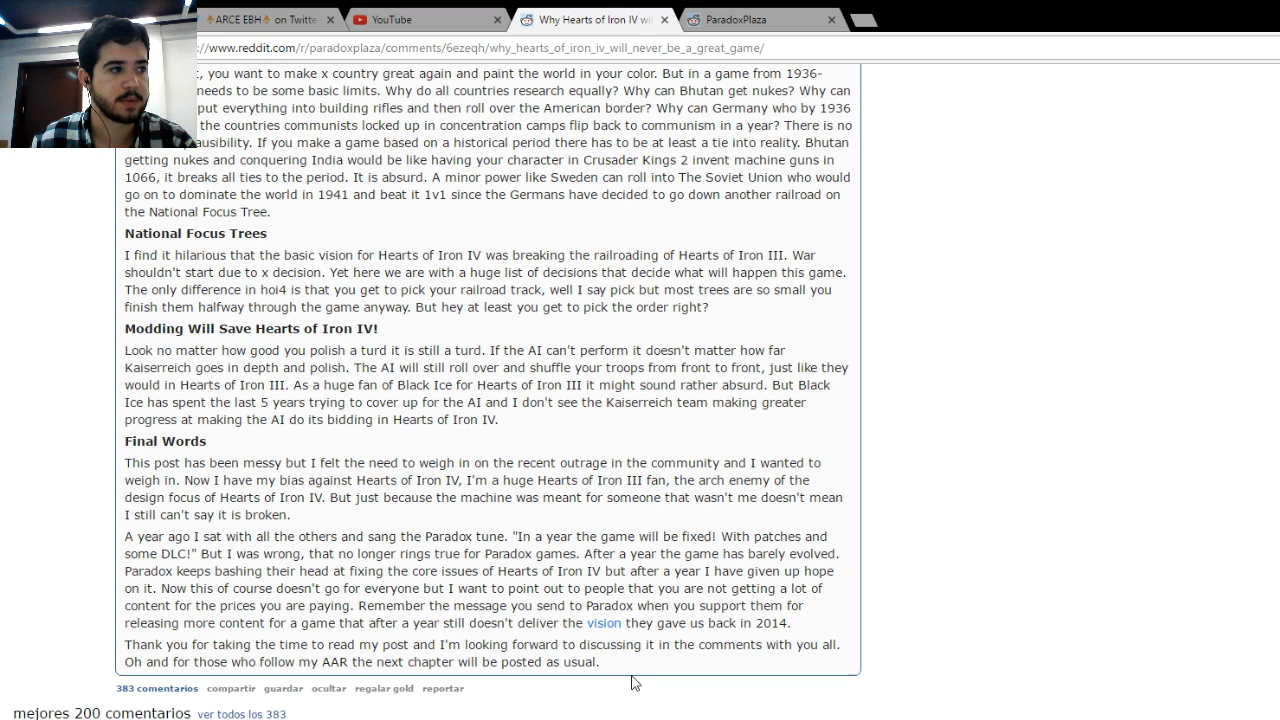 ARCE EBH on Twitte
YouTube
Why Hearts of Iron IV wil
ParadoxPlaza
://www.reddit.com/r/paradoxplaza/comments/6ezeqh/why_hearts_of_iron_iv_will_never_be_a_great_game/
, you want to make x country great again and paint the world in your color. But in a game from 1936-
needs to be some basic limits. Why do all countries research equally? Why can Bhutan get nukes? Why can
put everything into building rifles and then roll over the American border? Why can Germany who by 1936
the countries communists locked up in concentration camps flip back to communism in a year? There is no
ausibility. If you make a game based on a historical period there has to be at least a tie into reality. Bhutan
getting nukes and conquering India would be like having your character in Crusader Kings 2 invent machine guns in
1066, it breaks all ties to the period. It is absurd. A minor power like Sweden can roll into The Soviet Union who would
go on to dominate the world in 1941 and beat it 1v1 since the Germans have decided to go down another railroad on
the National Focus Tree.
National Focus Trees
I find it hilarious that the basic vision for Hearts of Iron IV was breaking the railroading of Hearts of Iron III. War
shouldn't start due to x decision. Yet here we are with a huge list of decisions that decide what will happen this game.
The only difference in hoi4 is that you get to pick your railroad track, well I say pick but most trees are so small you
finish them halfway through the game anyway. But hey at least you get to pick the order right?
Modding Will Save Hearts of Iron IV!
Look no matter how good you polish a turd it is still a turd. If the AI can't perform it doesn't matter how far
Kaiserreich goes in depth and polish. The AI will still roll over and shuffle your troops from front to front, just like they
would in Hearts of Iron III. As a huge fan of Black Ice for Hearts of Iron III it might sound rather absurd. But Black
Ice has spent the last 5 years trying to cover up for the AI and I don't see the Kaiserreich team making greater
progress at making the AI do its bidding in Hearts of Iron IV.
Final Words
This post has been messy but I felt the need to weigh in on the recent outrage in the community and I wanted to
weigh in. Now I have my bias against Hearts of Iron IV, I'm a huge Hearts of Iron III fan, the arch enemy of the
design focus of Hearts of Iron IV. But just because the machine was meant for someone that wasn't me doesn't mean
I still can't say it is broken.
A year ago I sat with all the others and sang the Paradox tune. "In a year the game will be fixed! With patches and
some DLC!" But I was wrong, that no longer rings true for Paradox games. After a year the game has barely evolved.
Paradox keeps bashing their head at fixing the core issues of Hearts of Iron IV but after a year I have given up hope
on it. Now this of course doesn't go for everyone but I want to point out to people that you are not getting a lot of
content for the prices you are paying. Remember the message you send to Paradox when you support them for
releasing more content for a game that after a year still doesn't deliver the vision they gave us back in 2014.
Thank you for taking the time to read my post and I'm looking forward to discussing it in the comments with you all.
Oh and for those who follow my AAR the next chapter will be posted as usual.
383 comentarios compartir guardar ocultar regalar gold reportar
mejores 200 comentarios ver todos los 383